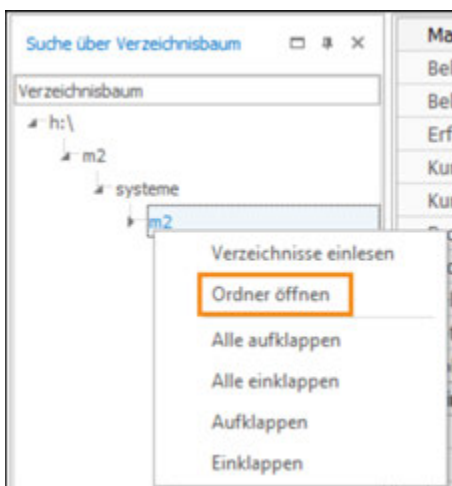 Suche über Verzeichnisbaum
Verzeichnisbaum
h:\
m2
systeme
m2
Verzeichnisse einlesen
Ordner öffnen
Alle aufklappen
Alle einklappen
Aufklappen
Einklappen
Ma
Bel
Bel
Erf
Kur
Kur